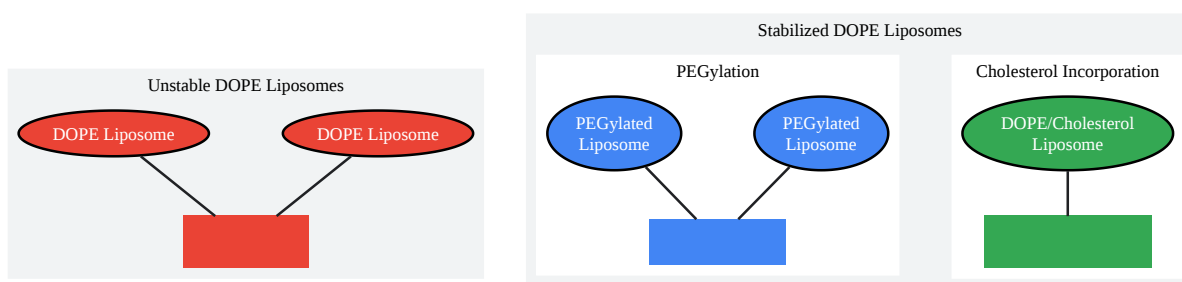 Unstable DOPE Liposomes
DOPE Liposome
DOPE Liposome
Stabilized DOPE Liposomes
PEGylation
PEGylated
Liposome
PEGylated
Liposome
Cholesterol Incorporation
DOPE/Cholesterol
Liposome